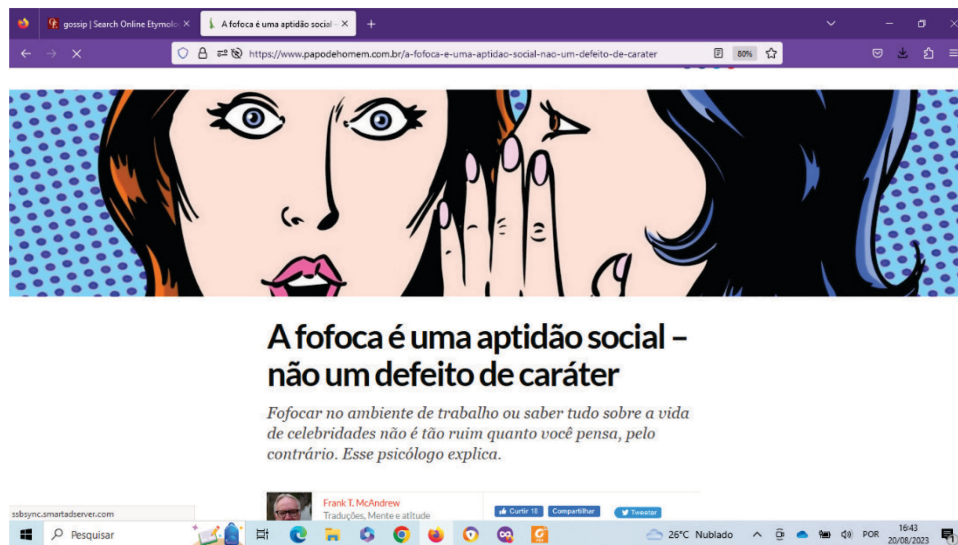 gossip | Search Online Etymolo
A fofoca é uma aptidão social –
https://www.papodehomem.com.br/a-fofoca-e-uma-aptidao-social-nao-um-defeito-de-carater
80%
A fofoca é uma aptidão social –
não um defeito de caráter
Fofocar no ambiente de trabalho ou saber tudo sobre a vida
de celebridades não é tão ruim quanto você pensa, pelo
contrário. Esse psicólogo explica.
Frank T. McAndrew
Traduções, Mente e atitude
Curtir 18
Compartilhar
Tweetar
ssbsync.smartadserver.com
Pesquisar
26°C Nublado
POR
16:43
20/08/2023